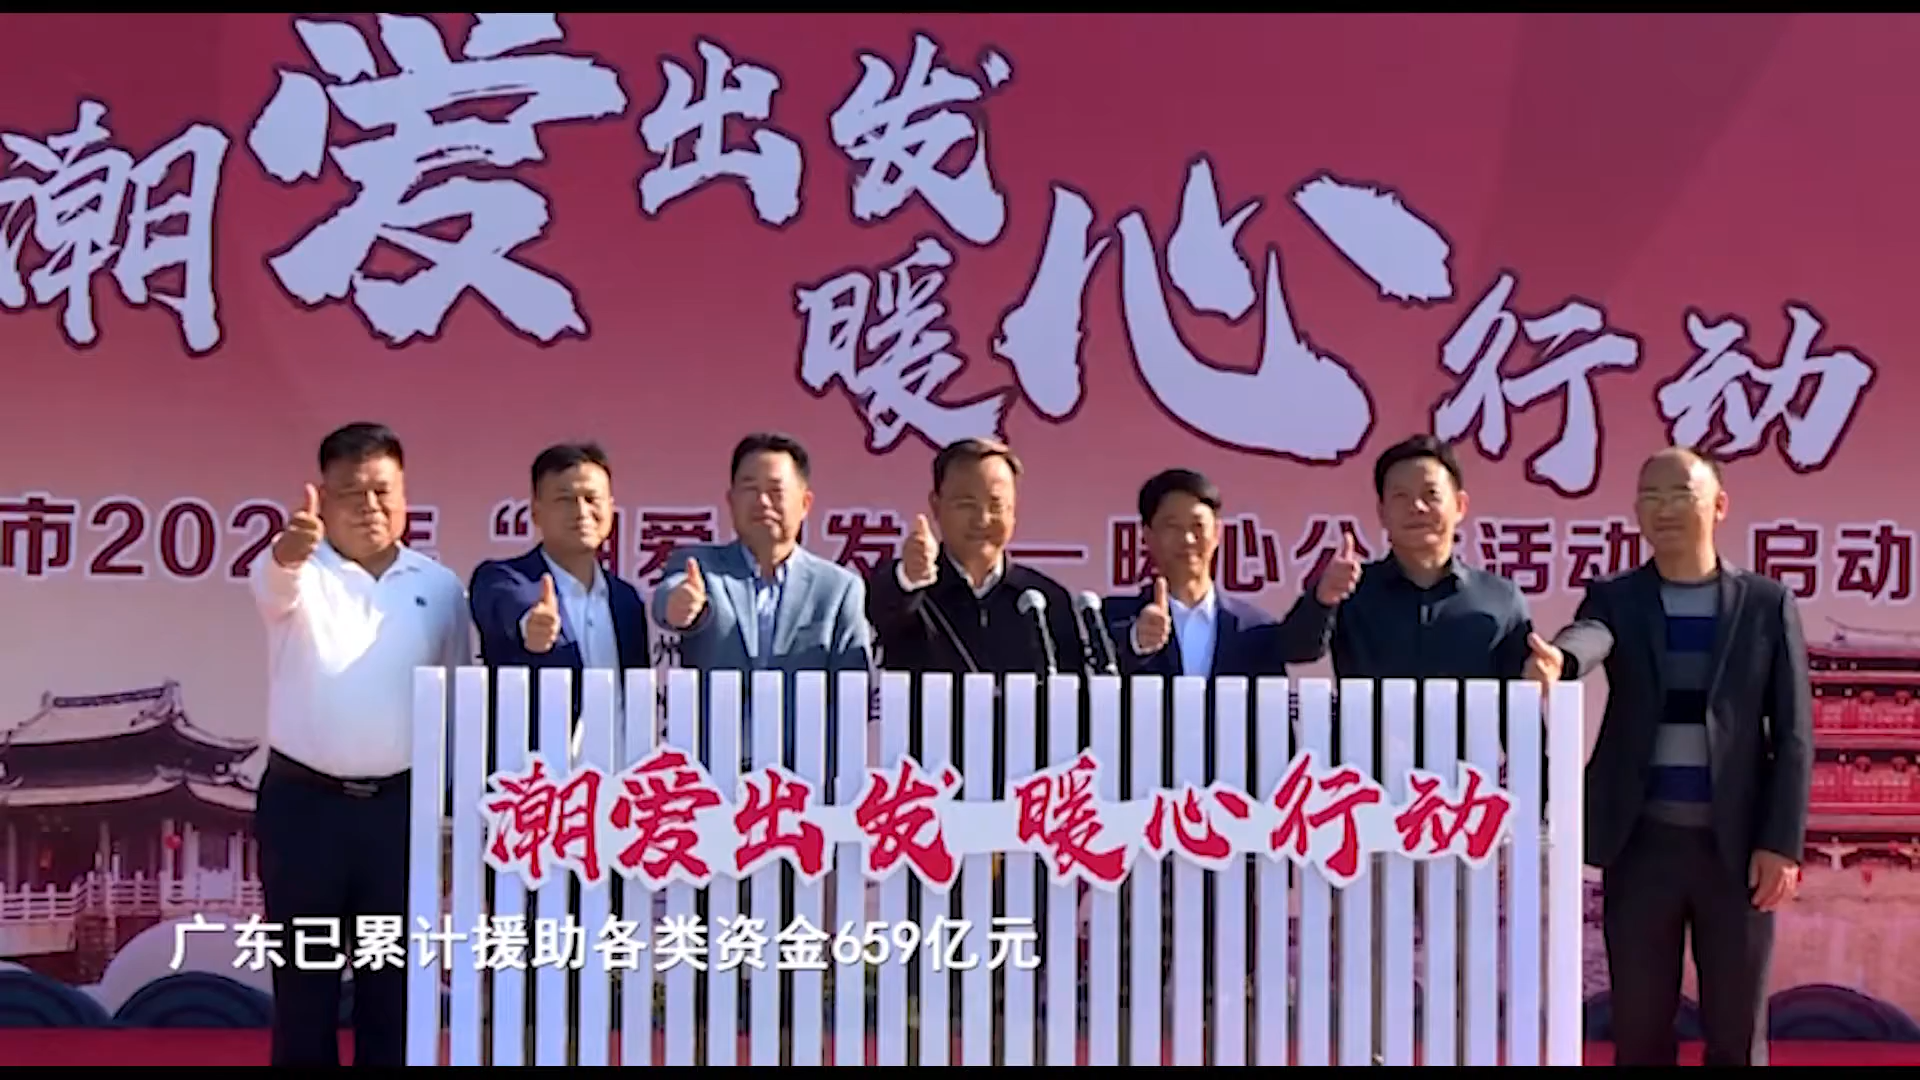 潮爱出发
暖心行动
市202 年“ 爱 发 — 暖心公 活动 启动
州
潮爱出发 暖心行动
广东已累计援助各类资金659亿元